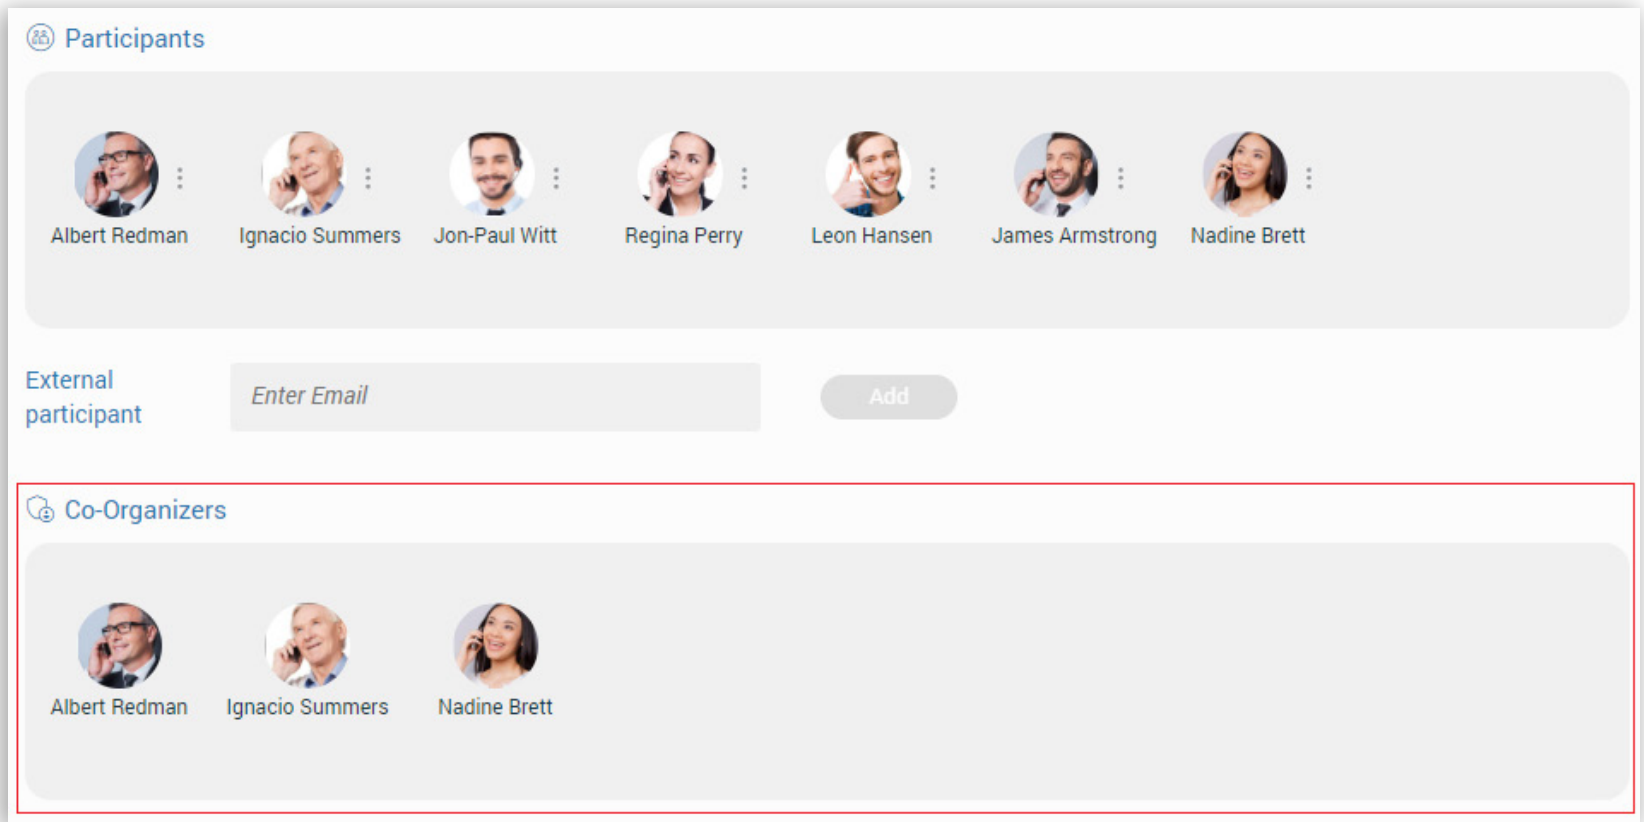 Participants
Albert Redman Ignacio Summers Jon-Paul Witt Regina Perry Leon Hansen James Armstrong Nadine Brett
External
participant
Enter Email
Add
Co-Organizers
Albert Redman Ignacio Summers Nadine Brett